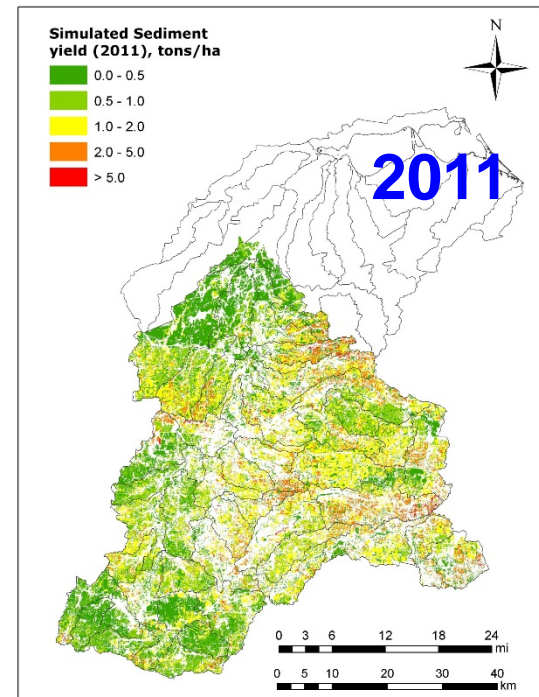 Simulated Sediment
yield (2011), tons/ha
0.0 - 0.5
0.5 - 1.0
1.0 - 2.0
2.0 - 5.0
> 5.0
N
2011
0 3 6 12 18 24
mi
0 5 10 20 30 40
km